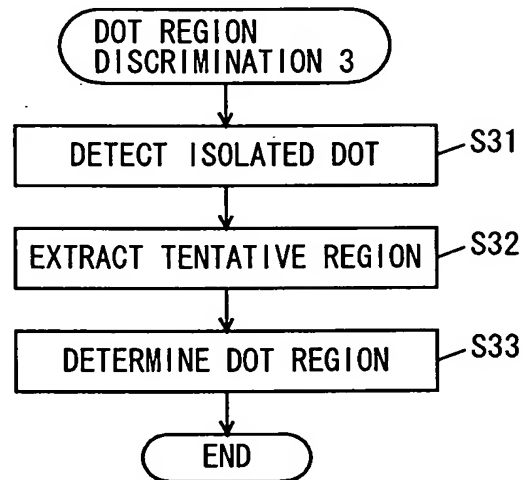 DOT REGION
DISCRIMINATION 3
DETECT ISOLATED DOT
S31
EXTRACT TENTATIVE REGION
S32
DETERMINE DOT REGION
S33
END